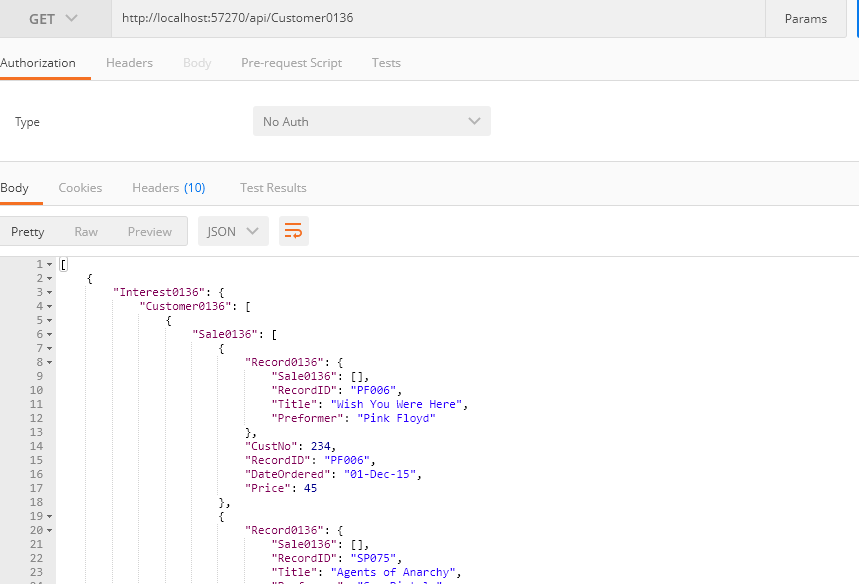 GET http://localhost:57270/api/Customer0136 Params
Authorization Headers Body Pre-request Script Tests
Type No Auth
Body Cookies Headers (10) Test Results
Pretty Raw Preview JSON
1 [
2 {
3 "Interest0136": {
4 "Customer0136": [
5 {
6 "Sale0136": [
7 {
8 "Record0136": {
9 "Sale0136": [],
10 "RecordID": "PF006",
11 "Title": "Wish You Were Here",
12 "Preformer": "Pink Floyd"
13 },
14 "CustNo": 234,
15 "RecordID": "PF006",
16 "DateOrdered": "01-Dec-15",
17 "Price": 45
18 },
19 {
20 "Record0136": {
21 "Sale0136": [],
22 "RecordID": "SP075",
23 "Title": "Agents of Anarchy",